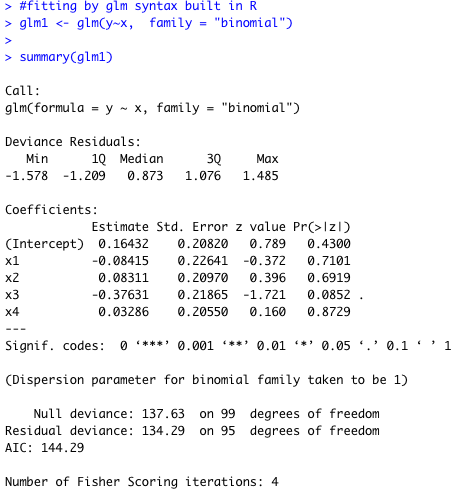 > #fitting by glm syntax built in R
> glm1 <- glm(y~x,  family = "binomial")
>
> summary(glm1)

Call:
glm(formula = y ~ x, family = "binomial")

Deviance Residuals:
   Min      1Q  Median      3Q     Max
-1.578  -1.209   0.873   1.076   1.485

Coefficients:
            Estimate Std. Error z value Pr(>|z|)
(Intercept)  0.16432    0.20820   0.789   0.4300
x1          -0.08415    0.22641  -0.372   0.7101
x2           0.08311    0.20970   0.396   0.6919
x3          -0.37631    0.21865  -1.721   0.0852 .
x4           0.03286    0.20550   0.160   0.8729
---
Signif. codes:  0 ‘***’ 0.001 ‘**’ 0.01 ‘*’ 0.05 ‘.’ 0.1 ‘ ’ 1

(Dispersion parameter for binomial family taken to be 1)

    Null deviance: 137.63  on 99  degrees of freedom
Residual deviance: 134.29  on 95  degrees of freedom
AIC: 144.29

Number of Fisher Scoring iterations: 4